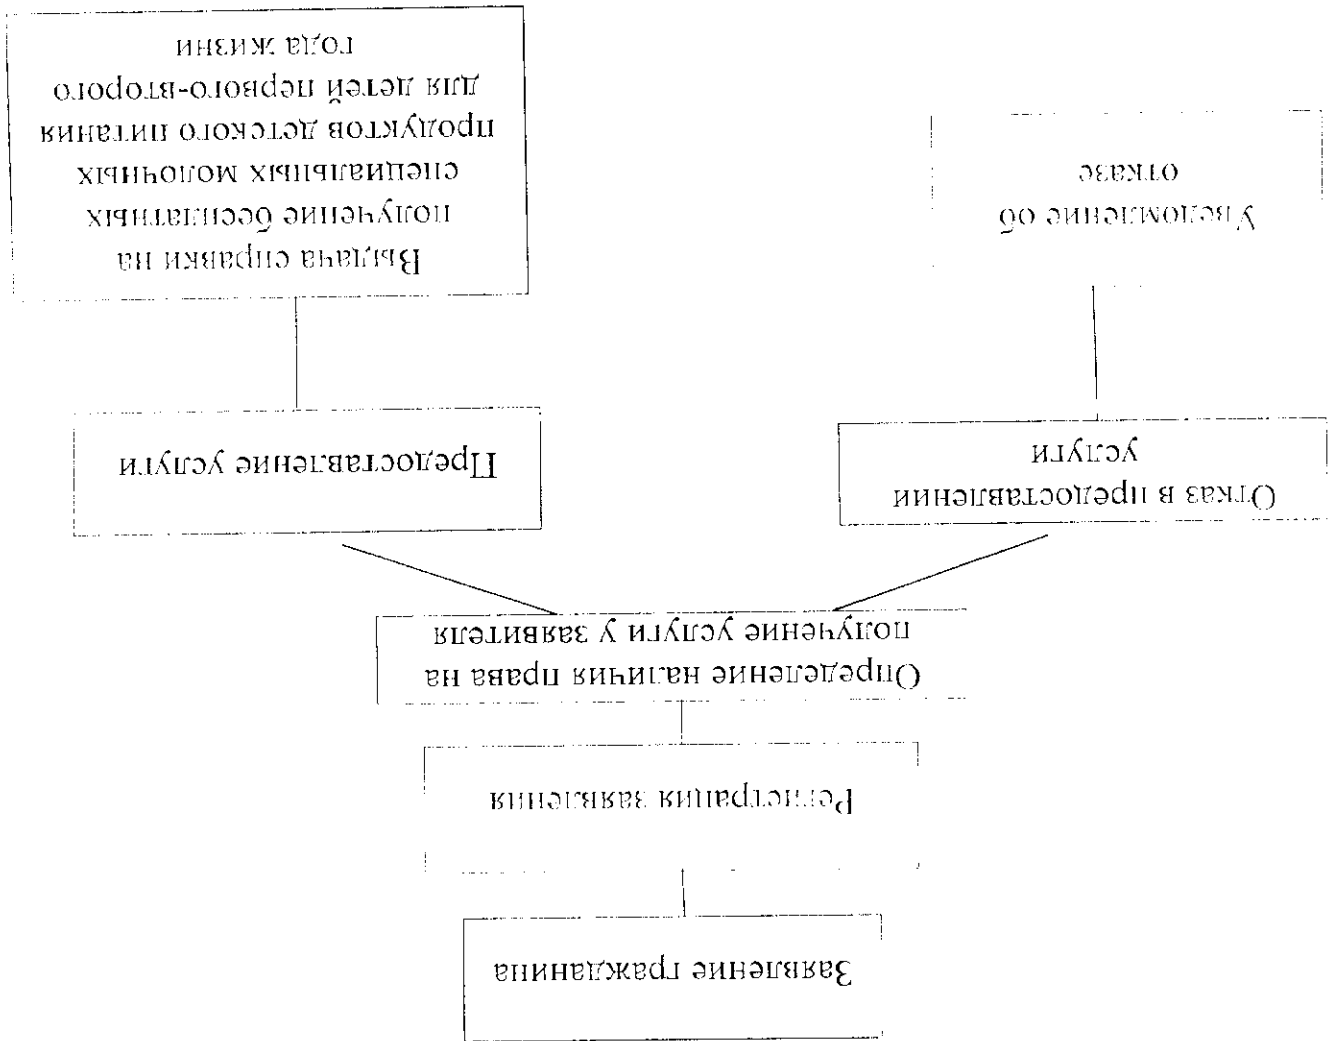 Заявление гражданина
Регистрация заявления
Определение наличия права на
получение услуги у заявителя
Отказ в предоставлении
услуги
Предоставление услуги
Уведомление об
отказе
Выдача справки на
получение бесплатных
специальных молочных
продуктов детского питания
для детей первого-второго
года жизни